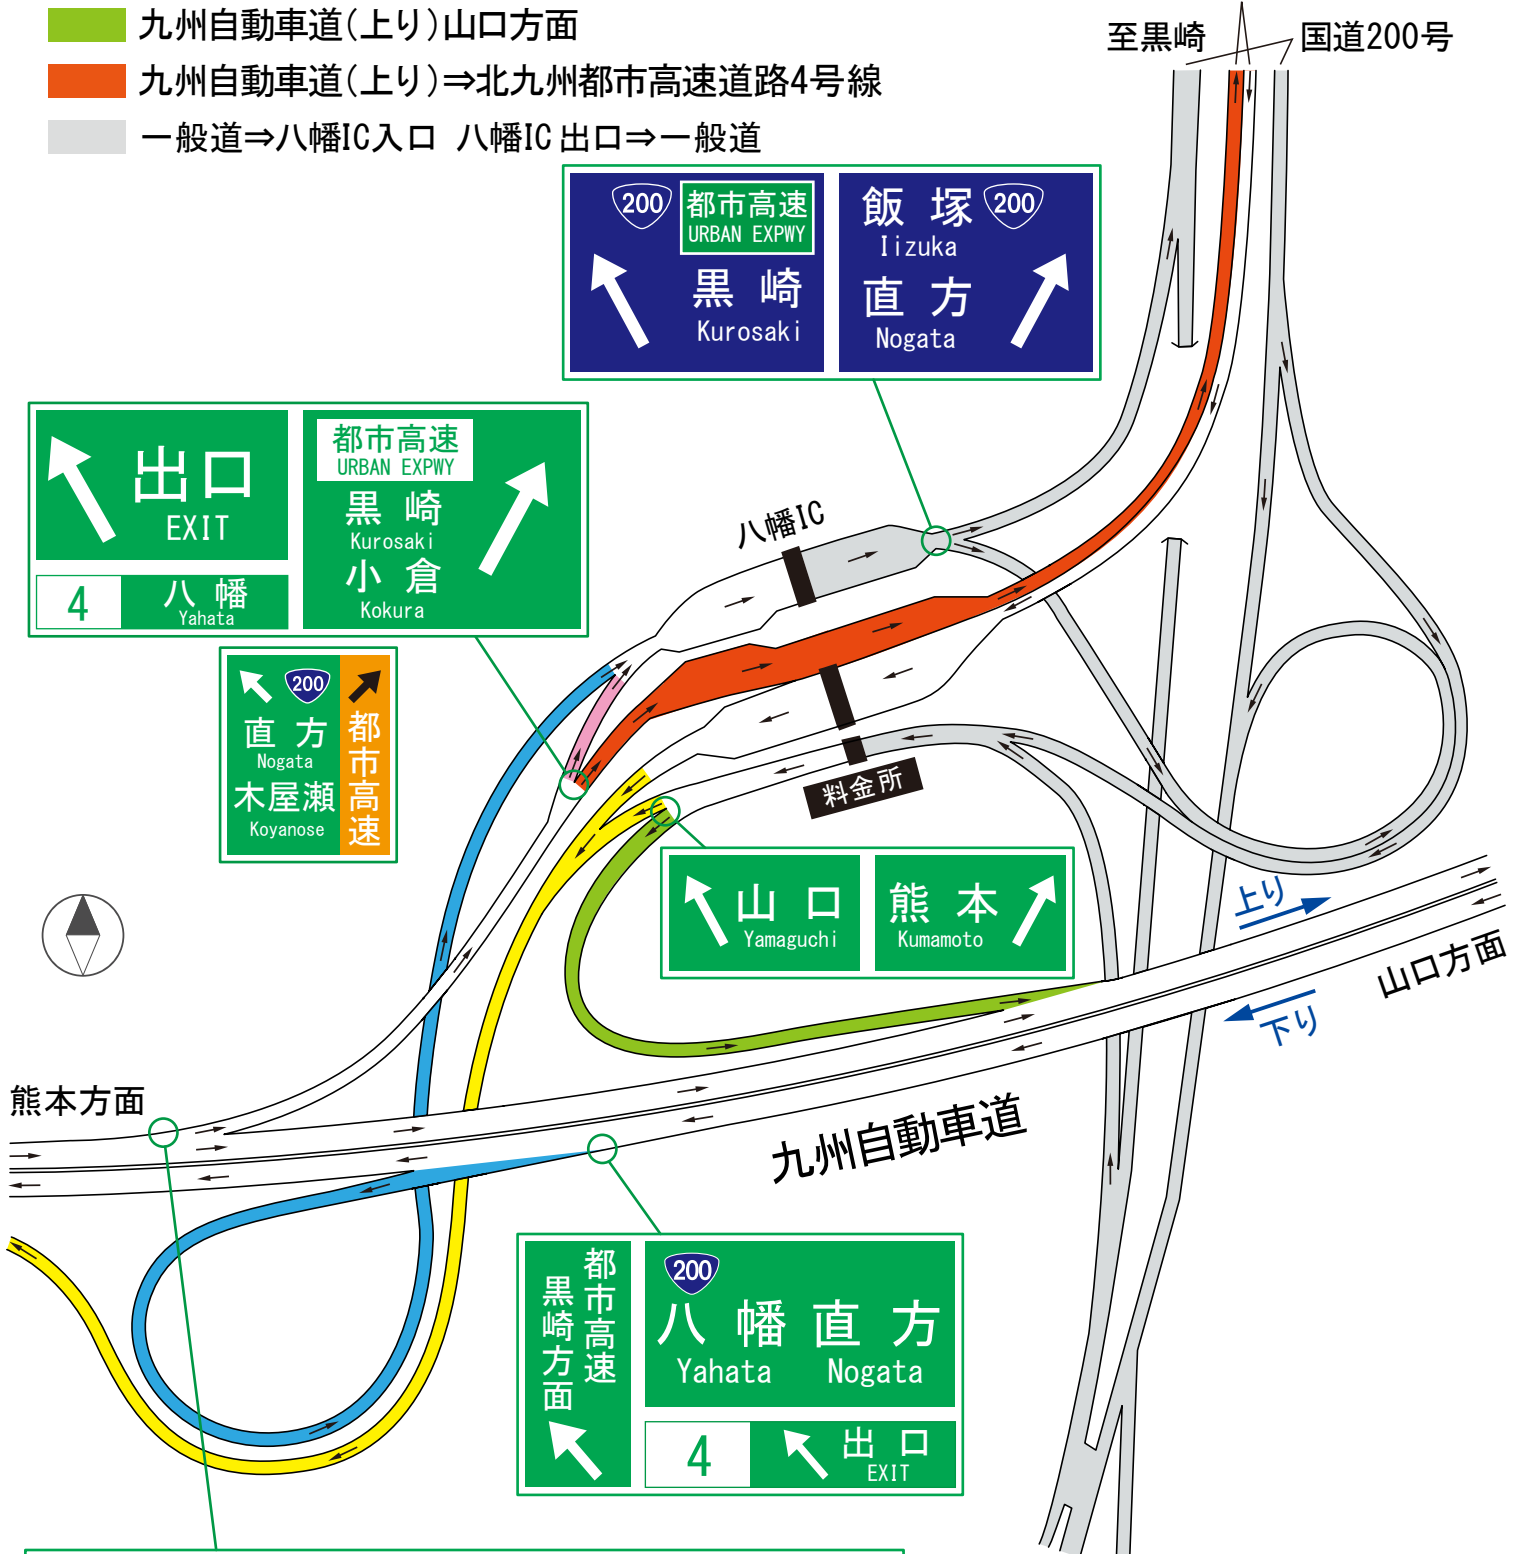 九州自動車道(上り)山口方面
九州自動車道(上り)⇒北九州都市高速道路4号線
一般道⇒八幡IC入口 八幡IC出口⇒一般道
至黒崎
国道200号
200
都市高速
URBAN EXPWY
黒崎
Kurosaki
飯塚
200
Iizuka
直方
Nogata
出口
EXIT
4
八幡
Yahata
都市高速
URBAN EXPWY
黒崎
Kurosaki
小倉
Kokura
八幡IC
200
直方
Nogata
木屋瀬
Koyanose
都市高速
料金所
山口
Yamaguchi
熊本
Kumamoto
上り
下り
山口方面
熊本方面
九州自動車道
都市高速
黒崎方面
200
八幡 直方
Yahata Nogata
4
出口
EXIT